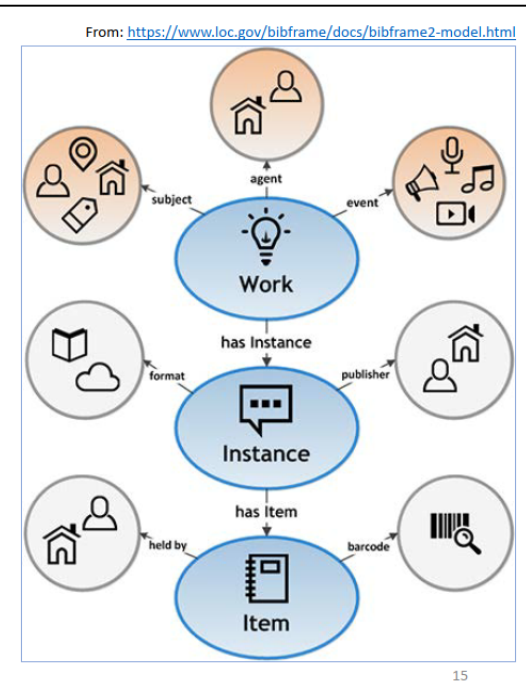 From: https://www.loc.gov/bibframe/docs/bibframe2-model.html
agent
subject
event
Work
has Instance
format
publisher
Instance
has Item
held by
barcode
Item
15